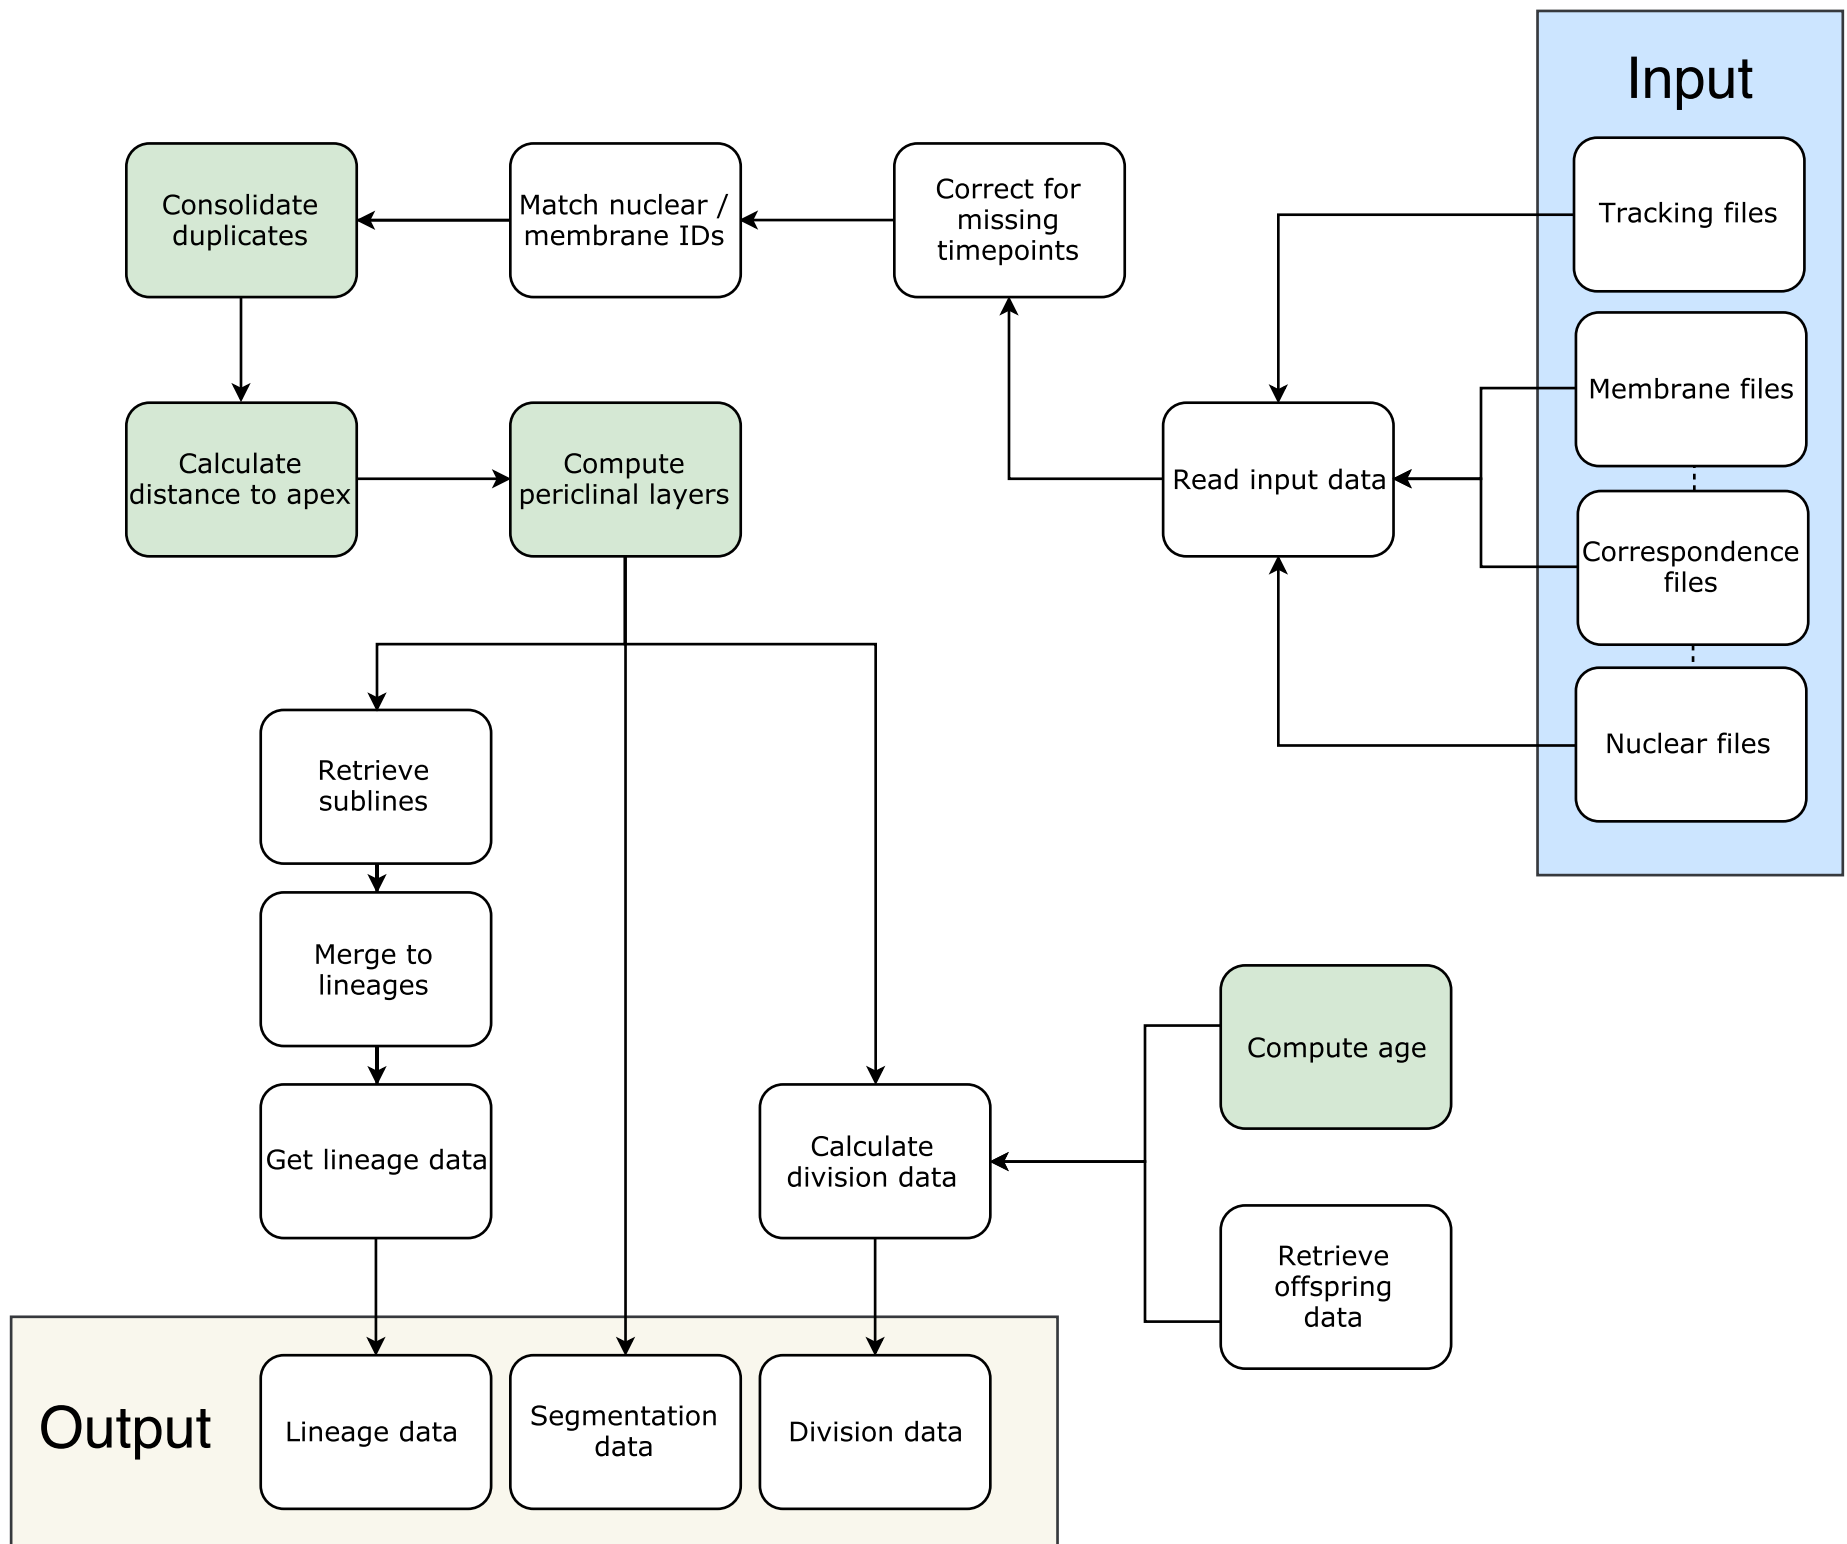 Input
Tracking files
Membrane files
Correspondence
files
Nuclear files
Read input data
Correct for
missing
timepoints
Match nuclear /
membrane IDs
Consolidate
duplicates
Calculate
distance to apex
Compute
periclinal layers
Retrieve
sublines
Merge to
lineages
Get lineage data
Calculate
division data
Compute age
Retrieve
offspring
data
Output
Lineage data
Segmentation
data
Division data